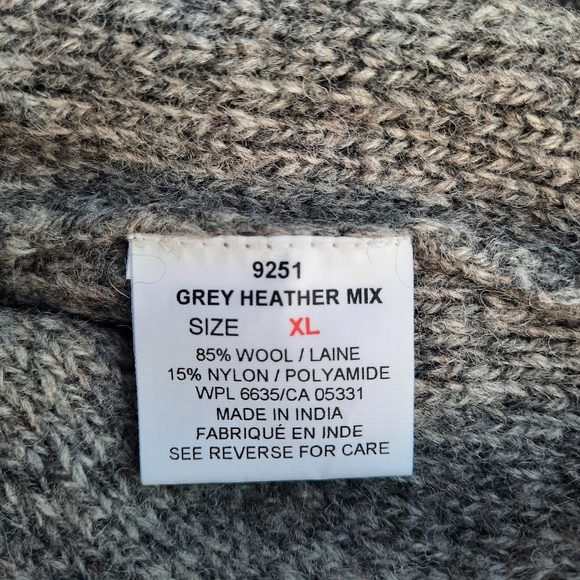 9251
GREY HEATHER MIX
SIZE XL
85% WOOL / LAINE
15% NYLON / POLYAMIDE
WPL 6635/CA 05331
MADE IN INDIA
FABRIQUÉ EN INDE
SEE REVERSE FOR CARE